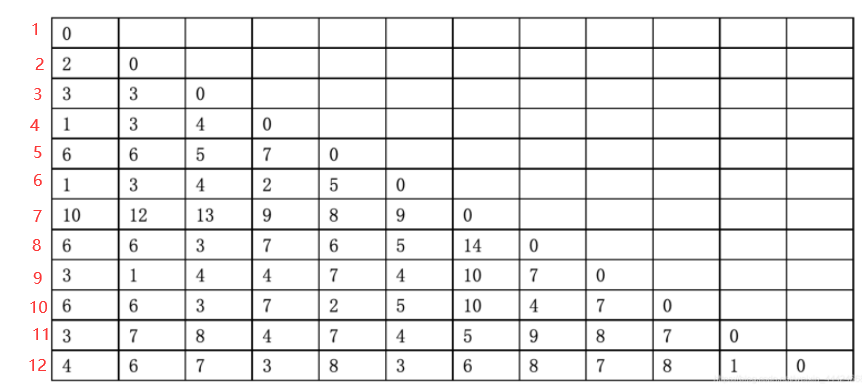 1 0
2 2 0
3 3 3 0
4 1 3 4 0
5 6 6 5 7 0
6 1 3 4 2 5 0
7 10 12 13 9 8 9 0
8 6 6 3 7 6 5 14 0
9 3 1 4 4 7 4 10 7 0
10 6 6 3 7 2 5 10 4 7 0
11 3 7 8 4 7 4 5 9 8 7 0
12 4 6 7 3 8 3 6 8 7 8 1 0